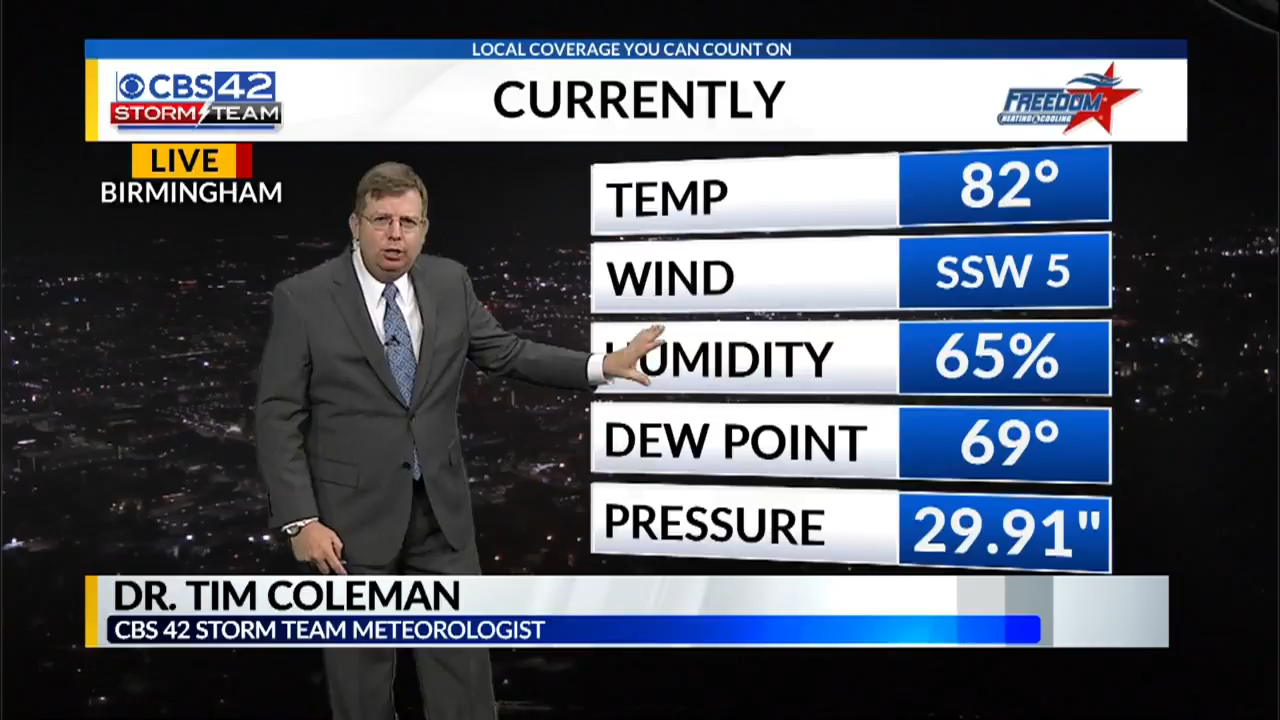 LOCAL COVERAGE YOU CAN COUNT ON
CBS 42
STORM TEAM
CURRENTLY
FREEDOM
HEATING & COOLING
LIVE
BIRMINGHAM
TEMP 82°
WIND SSW 5
HUMIDITY 65%
DEW POINT 69°
PRESSURE 29.91"
DR. TIM COLEMAN
CBS 42 STORM TEAM METEOROLOGIST